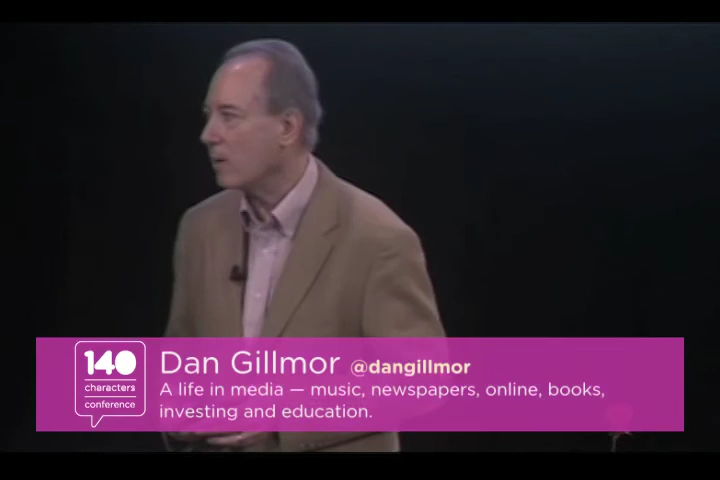 140
characters
conference
Dan Gillmor @dangillmor
A life in media — music, newspapers, online, books,
investing and education.